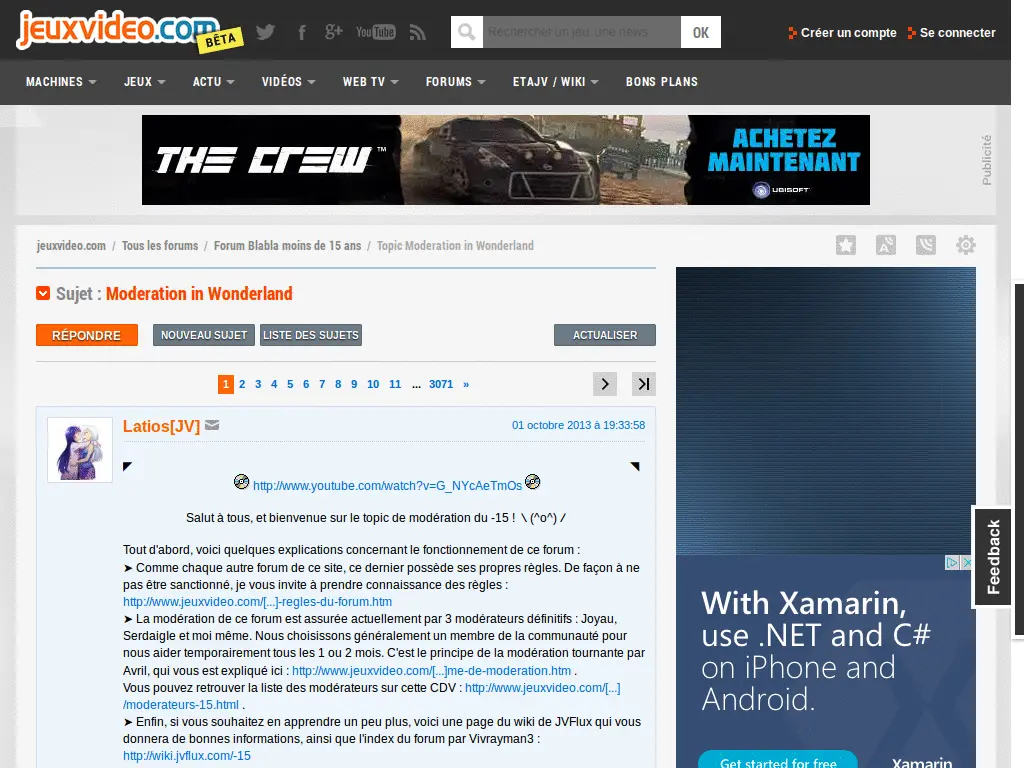 jeuxvideo.com
BÊTA
You Tube
Rechercher un jeu, une news
OK
Créer un compte
Se connecter
MACHINES
JEUX
ACTU
VIDÉOS
WEB TV
FORUMS
ETAJV / WIKI
BONS PLANS
THE CREW™
ACHETEZ
MAINTENANT
UBISOFT
Publicité
jeuxvideo.com / Tous les forums / Forum Blabla moins de 15 ans / Topic Moderation in Wonderland
Sujet : Moderation in Wonderland
RÉPONDRE
NOUVEAU SUJET
LISTE DES SUJETS
ACTUALISER
1 2 3 4 5 6 7 8 9 10 11 ... 3071 »
Latios[JV]
01 octobre 2013 à 19:33:58
http://www.youtube.com/watch?v=G_NYcAeTmOs
Salut à tous, et bienvenue sur le topic de modération du -15 ! \ (^o^) /
Tout d'abord, voici quelques explications concernant le fonctionnement de ce forum :
➤ Comme chaque autre forum de ce site, ce dernier possède ses propres règles. De façon à ne
pas être sanctionné, je vous invite à prendre connaissance des règles :
http://www.jeuxvideo.com/[...]-regles-du-forum.htm
➤ La modération de ce forum est assurée actuellement par 3 modérateurs définitifs : Joyau,
Serdaigle et moi même. Nous choisissons généralement un membre de la communauté pour
nous aider temporairement tous les 1 ou 2 mois. C'est le principe de la modération tournante par
Avril, qui vous est expliqué ici : http://www.jeuxvideo.com/[...]me-de-moderation.htm .
Vous pouvez retrouver la liste des modérateurs sur cette CDV : http://www.jeuxvideo.com/[...]
/moderateurs-15.html .
➤ Enfin, si vous souhaitez en apprendre un peu plus, voici une page du wiki de JVFlux qui vous
donnera de bonnes informations, ainsi que l'index du forum par Vivrayman3 :
http://wiki.jvflux.com/-15
Feedback
With Xamarin,
use .NET and C#
on iPhone and
Android.
Get started for free
Xamarin